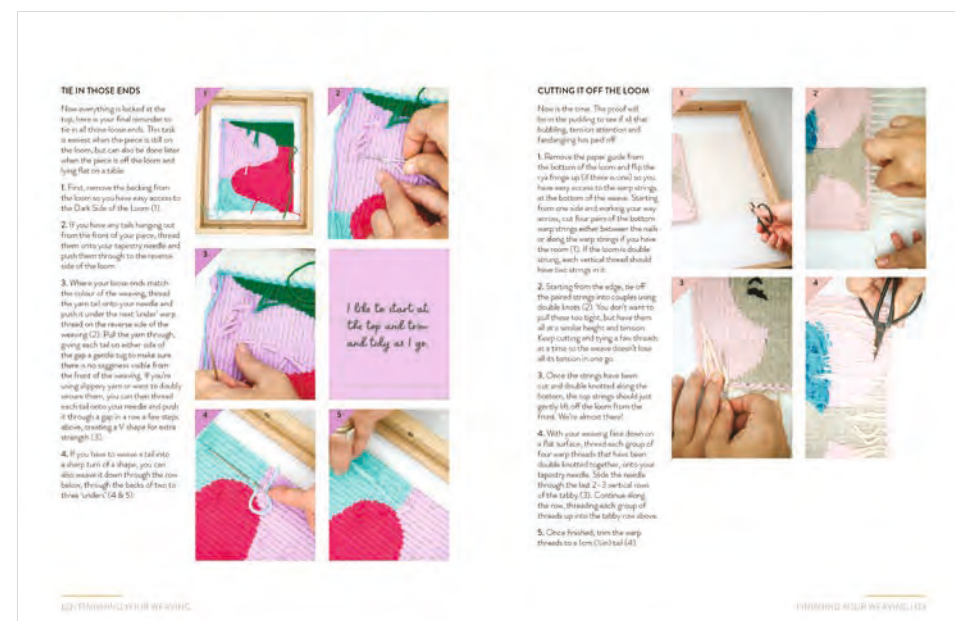 TIE IN THOSE ENDS
Now everything is locked at the
top, here is your final reminder to
tie in all those loose ends. This task
is easiest when the piece is still on
the loom, but can also be done later
when the piece is off the loom and
lying flat on a table.
1. First, remove the backing from
the loom so you have easy access to
the Dark Side of the Loom (1).
2. If you have any tails hanging out
from the front of your piece, thread
them onto your tapestry needle and
push them through to the reverse
side of the loom.
3. Where your loose ends match
the colour of the weaving, thread
the yarn tail onto your needle and
push it under the next 'under' warp
thread on the reverse side of the
weaving (2). Pull the yarn through,
giving each tail on either side of
the gap a gentle tug to make sure
there is no sagginess visible from
the front of the weaving. If you're
using slippery yarn or want to doubly
secure them, you can then thread
each tail onto your needle and push
it through a gap in a row a few steps
above, creating a V shape for extra
strength (3).
4. If you have to weave a tail into
a sharp turn of a shape, you can
also weave it down through the row
below, through the backs of two to
three 'unders' (4 & 5).
1
2
3
I like to start at
the top and trim
and tidy as I go.
4
5
FINISHING YOUR WEAVING
CUTTING IT OFF THE LOOM
Now is the time. The proof will
be in the pudding to see if all that
bubbling, tension attention and
fandanging has paid off.
1. Remove the paper guide from
the bottom of the loom and flip the
rya fringe up (if there is one) so you
have easy access to the warp strings
at the bottom of the weave. Starting
from one side and working your way
across, cut four pairs of the bottom
warp strings either between the nails
or along the warp strings if you have
the room (1). If the loom is double
strung, each vertical thread should
have two strings in it.
2. Starting from the edge, tie off
the paired strings into couples using
double knots (2). You don't want to
pull these too tight, but have them
all at a similar height and tension.
Keep cutting and tying a few threads
at a time so the weave doesn't lose
all its tension in one go.
3. Once the strings have been
cut and double knotted along the
bottom, the top strings should just
gently lift off the loom from the
front. We're almost there!
4. With your weaving face down on
a flat surface, thread each group of
four warp threads that have been
double knotted together, onto your
tapestry needle. Slide the needle
through the last 2–3 vertical rows
of the tabby (3). Continue along
the row, threading each group of
threads up into the tabby row above.
5. Once finished, trim the warp
threads to a 1cm (½in) tail (4).
1
2
3
4
FINISHING YOUR WEAVING